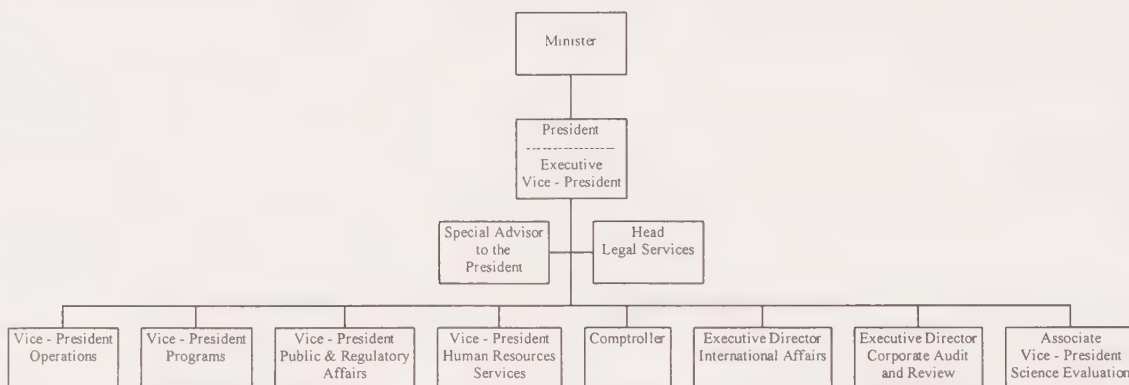 Minister
President
Executive
Vice - President
Special Advisor
to the
President
Head
Legal Services
Vice - President
Operations
Vice - President
Programs
Vice - President
Public & Regulatory
Affairs
Vice - President
Human Resources
Services
Comptroller
Executive Director
International Affairs
Executive Director
Corporate Audit
and Review
Associate
Vice - President
Science Evaluation